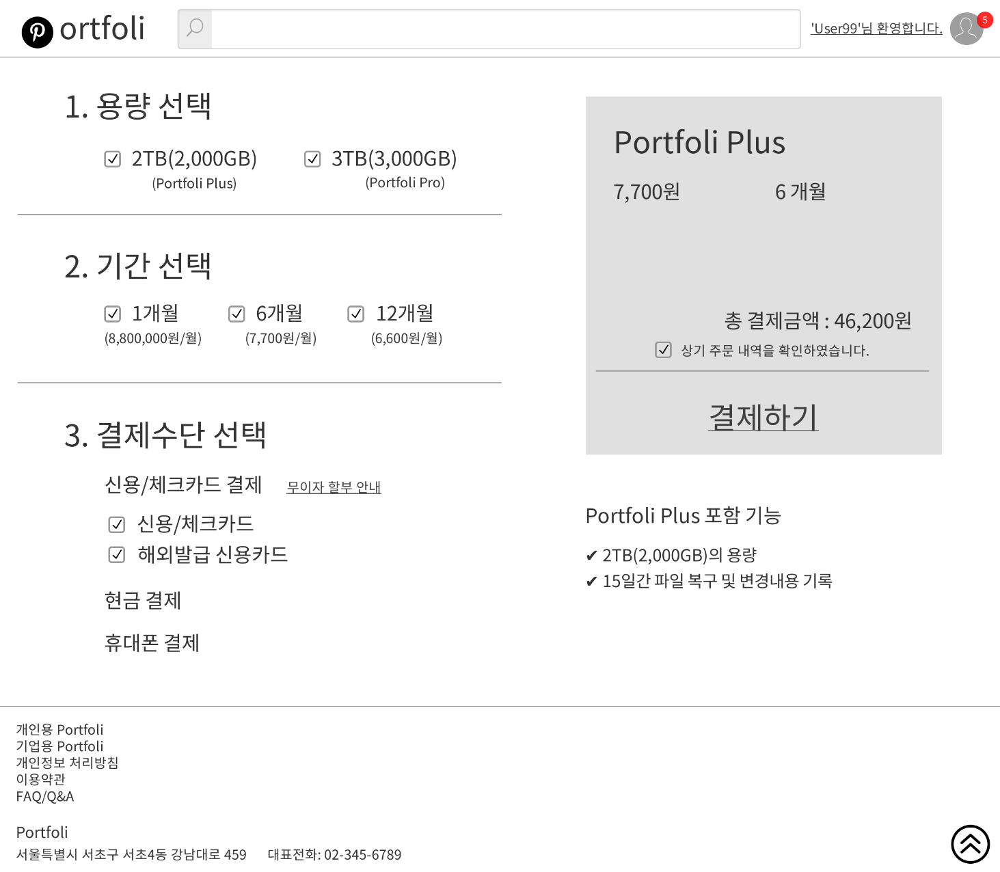 ortfoli
'User99'님 환영합니다.
5
1. 용량 선택
2TB(2,000GB)
(Portfoli Plus)
3TB(3,000GB)
(Portfoli Pro)
2. 기간 선택
1개월
(8,800,000원/월)
6개월
(7,700원/월)
12개월
(6,600원/월)
3. 결제수단 선택
신용/체크카드 결제
무이자 할부 안내
신용/체크카드
해외발급 신용카드
현금 결제
휴대폰 결제
Portfoli Plus
7,700원
6 개월
총 결제금액 : 46,200원
상기 주문 내역을 확인하였습니다.
결제하기
Portfoli Plus 포함 기능
✔ 2TB(2,000GB)의 용량
✔ 15일간 파일 복구 및 변경내용 기록
개인용 Portfoli
기업용 Portfoli
개인정보 처리방침
이용약관
FAQ/Q&A
Portfoli
서울특별시 서초구 서초4동 강남대로 459 대표전화: 02-345-6789